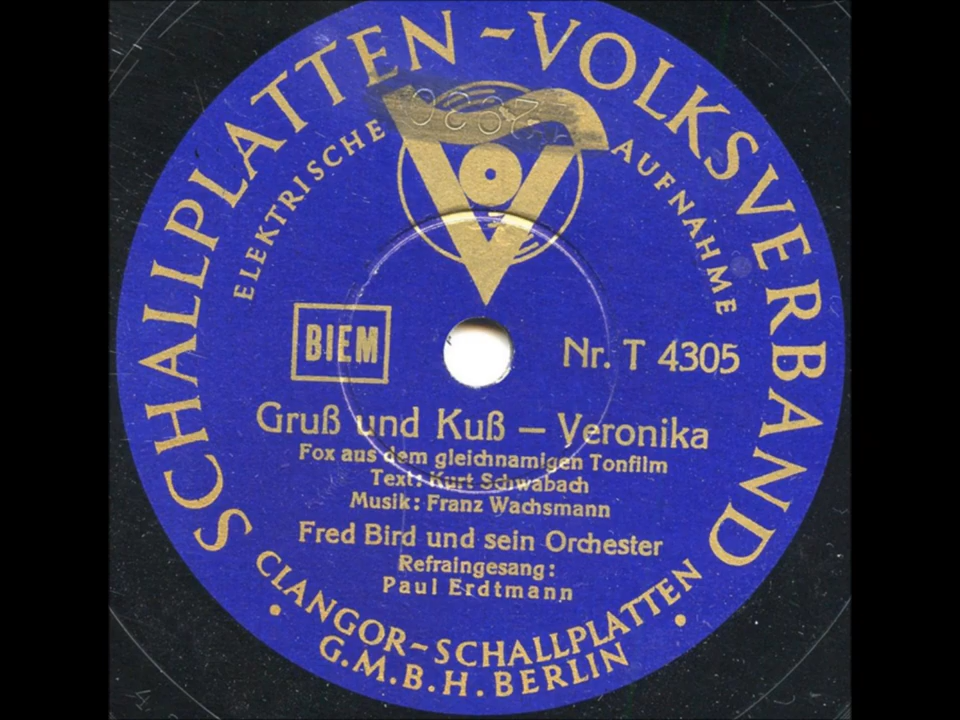 SCHALLPLATTEN ~ VOLKSVERBAND
ELEKTRISCHE AUFNAHME
BIEM
Nr. T 4305
Gruß und Kuß — Veronika
Fox aus dem gleichnamigen Tonfilm
Text: Kurt Schwabach
Musik: Franz Wachsmann
Fred Bird und sein Orchester
Refraingesang:
Paul Erdtmann
CLANGOR-SCHALLPLATTEN
G.M.B.H. BERLIN